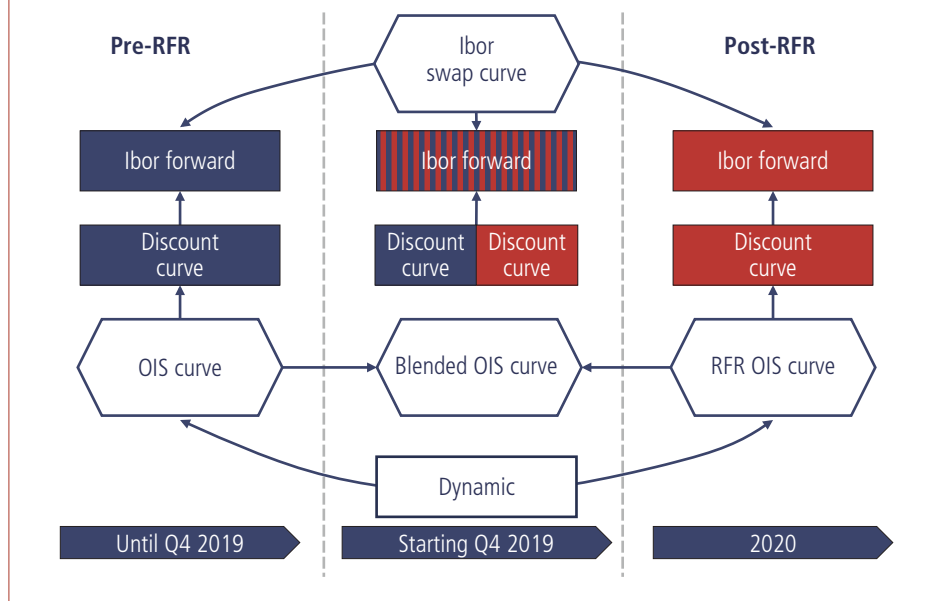 Pre-RFR
Ibor
swap curve
Post-RFR
Ibor forward
Ibor forward
Ibor forward
Discount
curve
Discount
curve
Discount
curve
Discount
curve
OIS curve
Blended OIS curve
RFR OIS curve
Dynamic
Until Q4 2019
Starting Q4 2019
2020